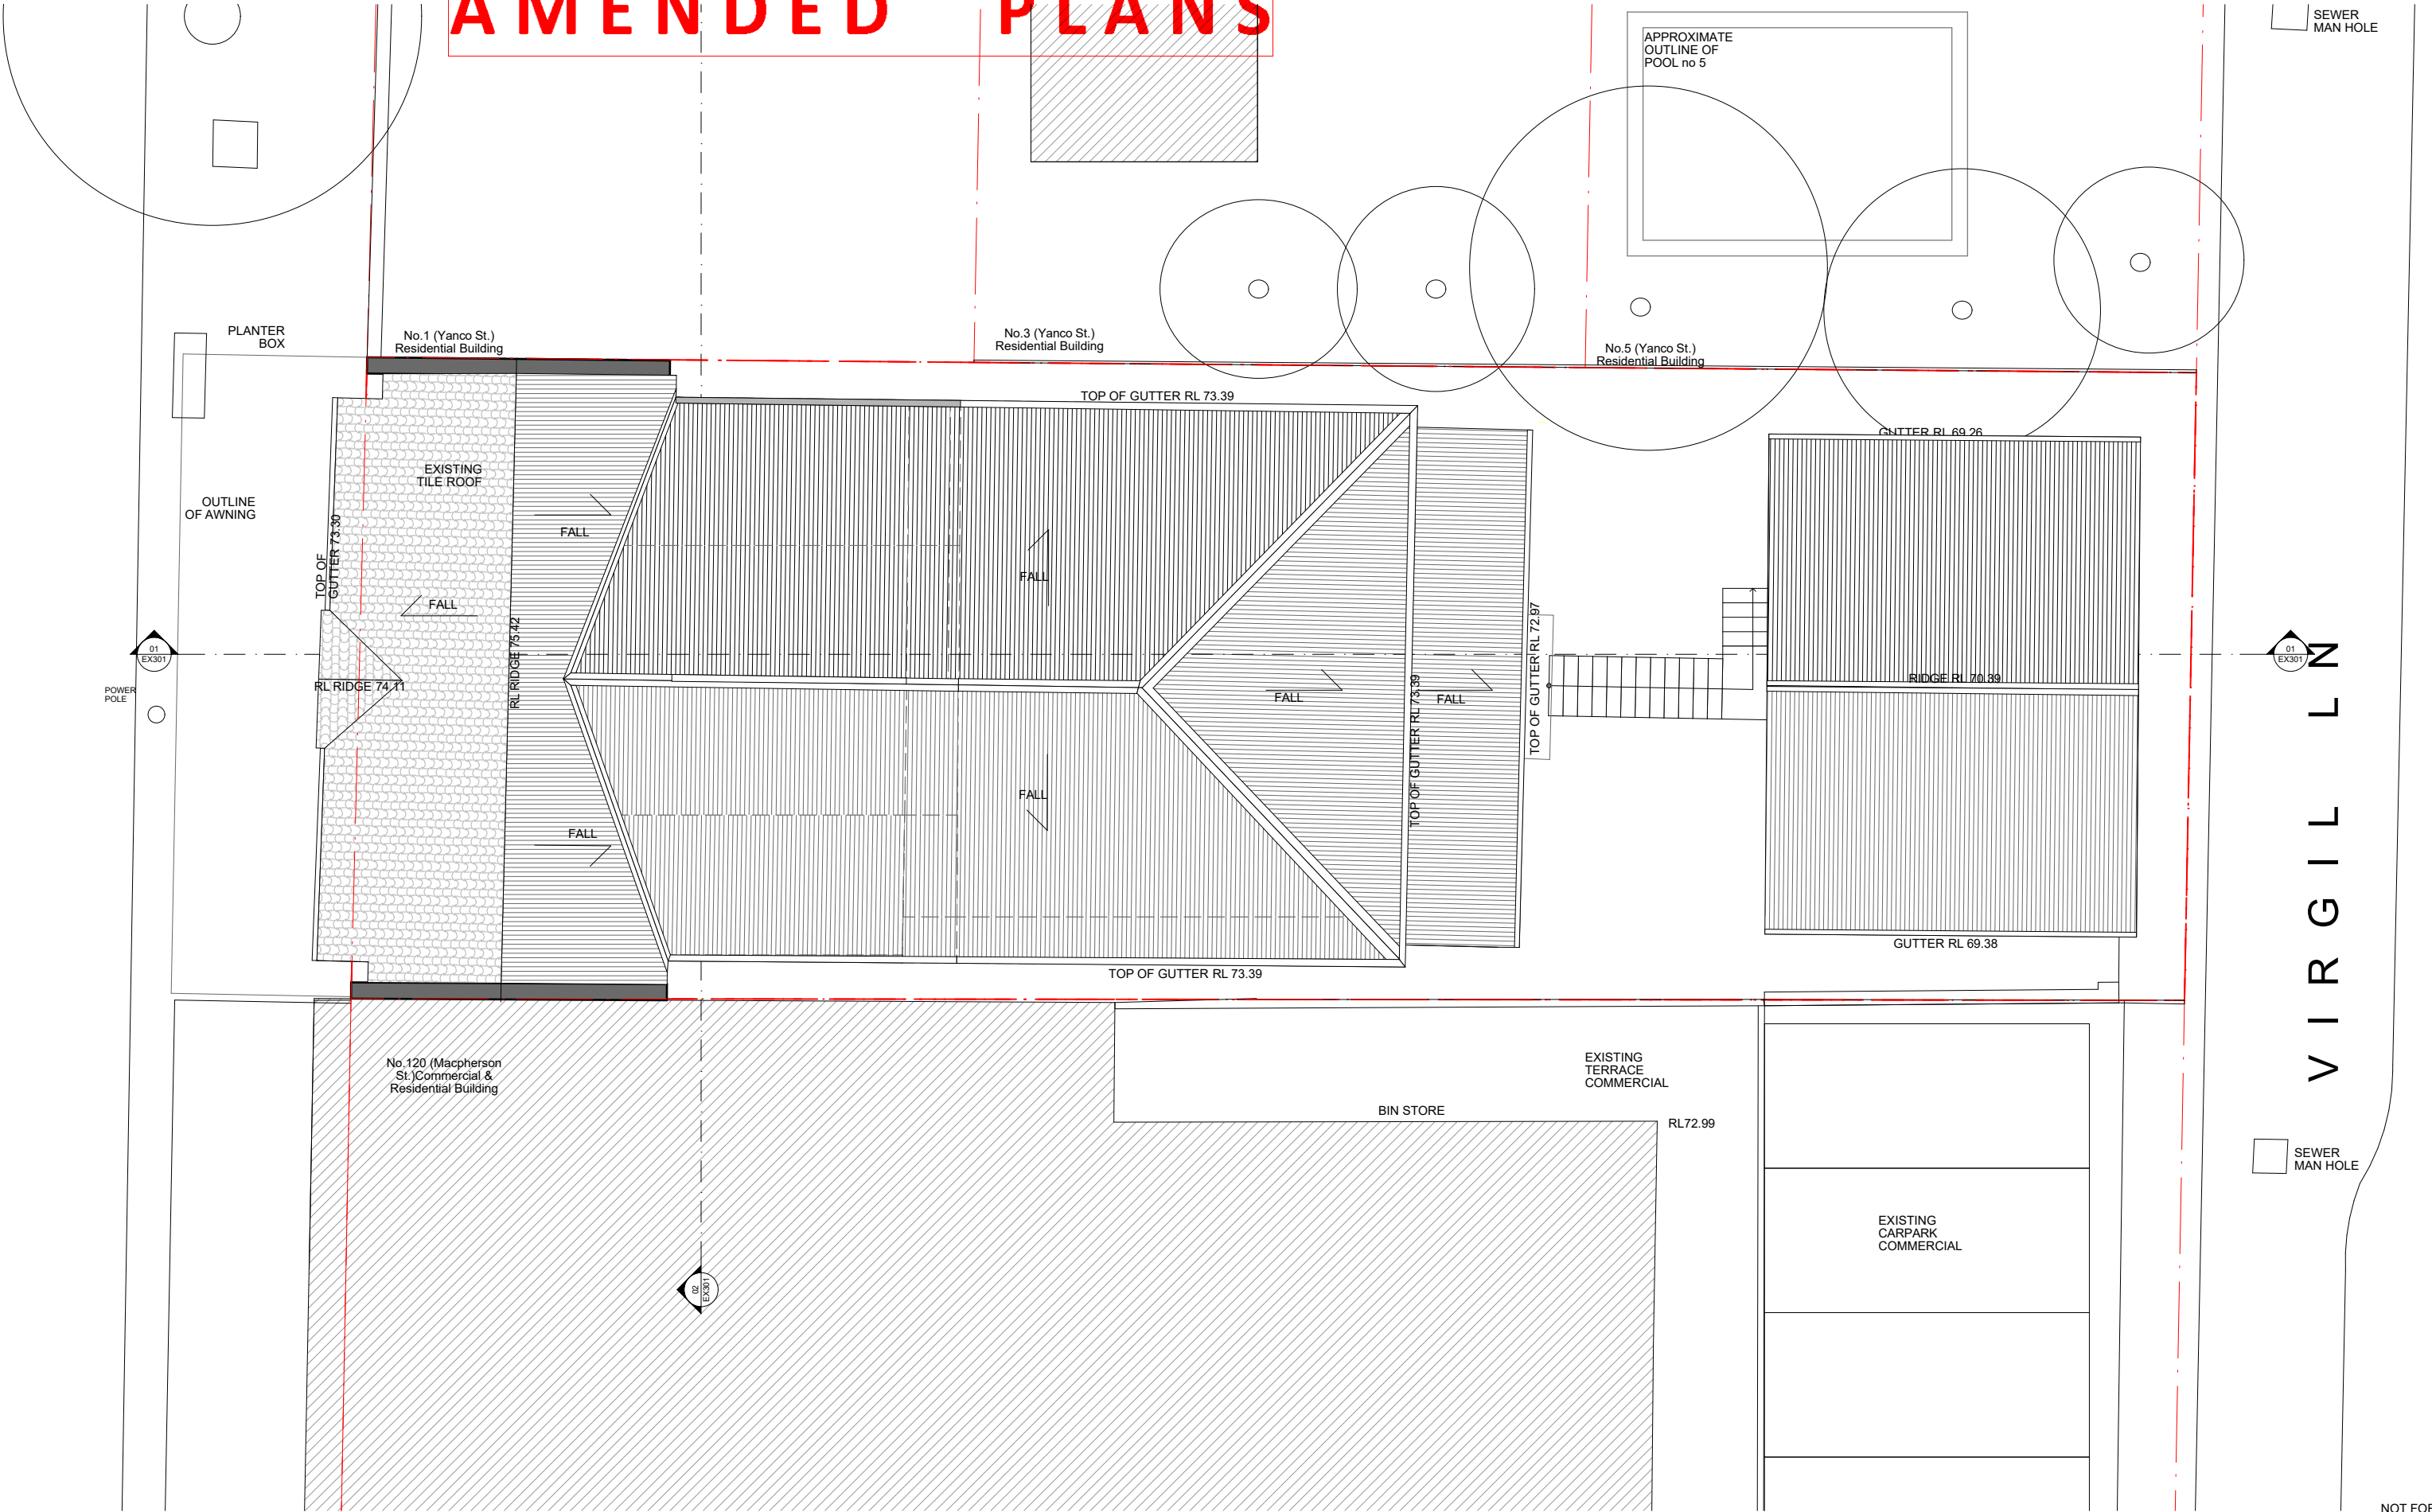 AMENDED PLANS
SEWER
MAN HOLE
APPROXIMATE
OUTLINE OF
POOL no 5
PLANTER
BOX
No.1 (Yanco St.)
Residential Building
No.3 (Yanco St.)
Residential Building
No.5 (Yanco St.)
Residential Building
TOP OF GUTTER RL 73.39
GUTTER RL 69.26
EXISTING
TILE ROOF
OUTLINE
OF AWNING
TOP OF
GUTTER 73.30
FALL
FALL
FALL
RL RIDGE 75.42
01
EX301
POWER
POLE
RL RIDGE 74.11
FALL
TOP OF GUTTER RL 73.39
FALL
TOP OF GUTTER RL 72.97
RIDGE RL 70.39
01
EX301
VIRGIL LN
FALL
FALL
GUTTER RL 69.38
TOP OF GUTTER RL 73.39
No.120 (Macpherson
St.)Commercial &
Residential Building
EXISTING
TERRACE
COMMERCIAL
BIN STORE
RL72.99
SEWER
MAN HOLE
EXISTING
CARPARK
COMMERCIAL
02
EX301
NOT FOR